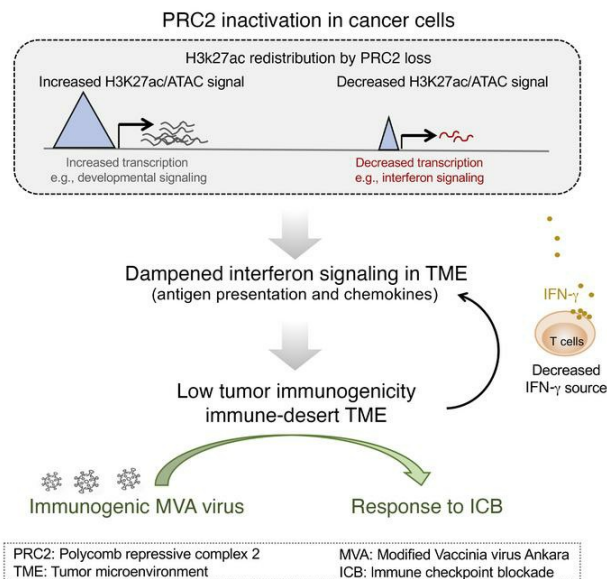 PRC2 inactivation in cancer cells
H3k27ac redistribution by PRC2 loss
Increased H3K27ac/ATAC signal
Decreased H3K27ac/ATAC signal
Increased transcription
e.g., developmental signaling
Decreased transcription
e.g., interferon signaling
Dampened interferon signaling in TME
(antigen presentation and chemokines)
IFN-γ
T cells
Decreased
IFN-γ source
Low tumor immunogenicity
immune-desert TME
Immunogenic MVA virus
Response to ICB
PRC2: Polycomb repressive complex 2
TME: Tumor microenvironment
MVA: Modified Vaccinia virus Ankara
ICB: Immune checkpoint blockade